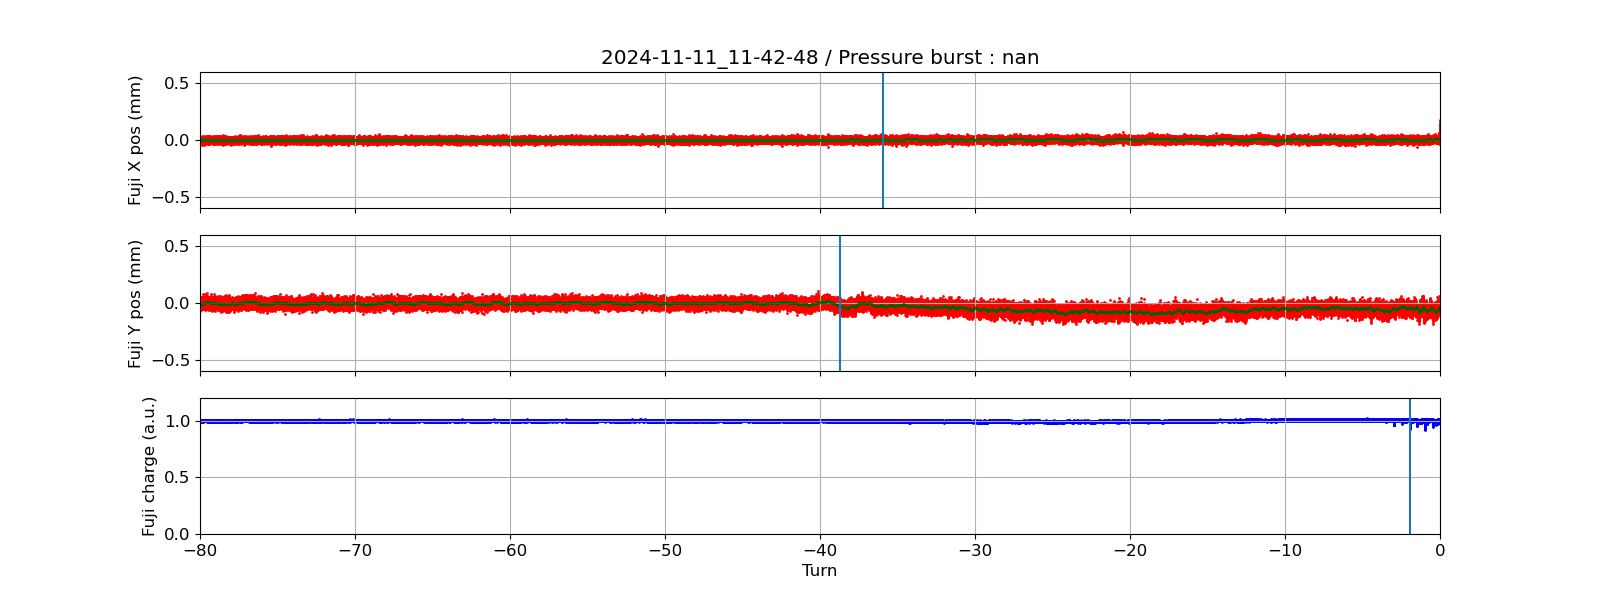 2024-11-11_11-42-48 / Pressure burst : nan
Fuji X pos (mm)
0.5
0.0
−0.5
Fuji Y pos (mm)
0.5
0.0
−0.5
Fuji charge (a.u.)
1.0
0.5
0.0
−80 −70 −60 −50 −40 −30 −20 −10 0
Turn